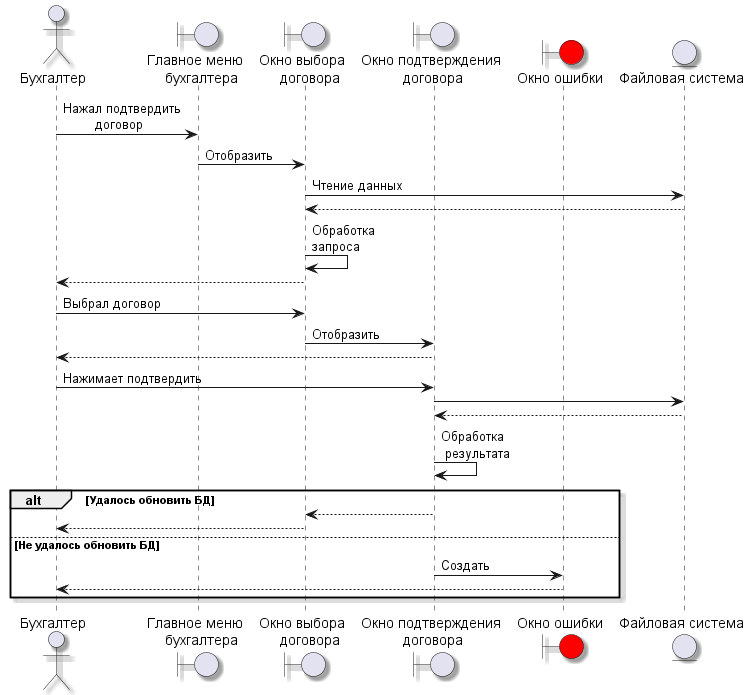 Бухгалтер
Главное меню
бухгалтера
Окно выбора
договора
Окно подтверждения
договора
Окно ошибки
Файловая система
Нажал подтвердить
договор
Отобразить
Чтение данных
Обработка
запроса
Выбрал договор
Отобразить
Нажимает подтвердить
Обработка
результата
alt
[Удалось обновить БД]
[Не удалось обновить БД]
Создать
Бухгалтер
Главное меню
бухгалтера
Окно выбора
договора
Окно подтверждения
договора
Окно ошибки
Файловая система